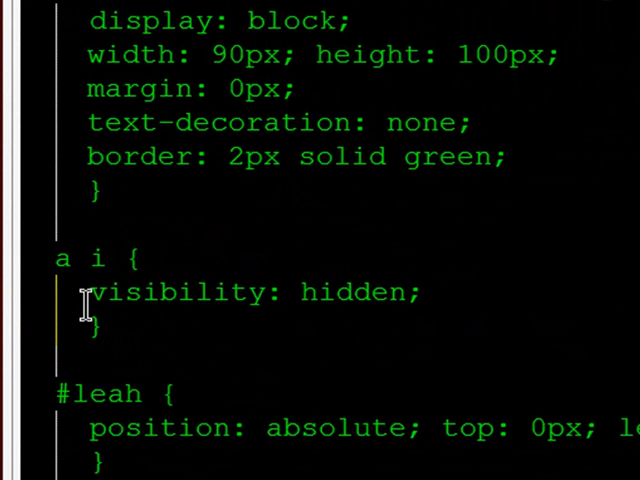 display: block;
width: 90px; height: 100px;
margin: 0px;
text-decoration: none;
border: 2px solid green;
}
a i {
visibility: hidden;
}
#leah {
position: absolute; top: 0px;
}